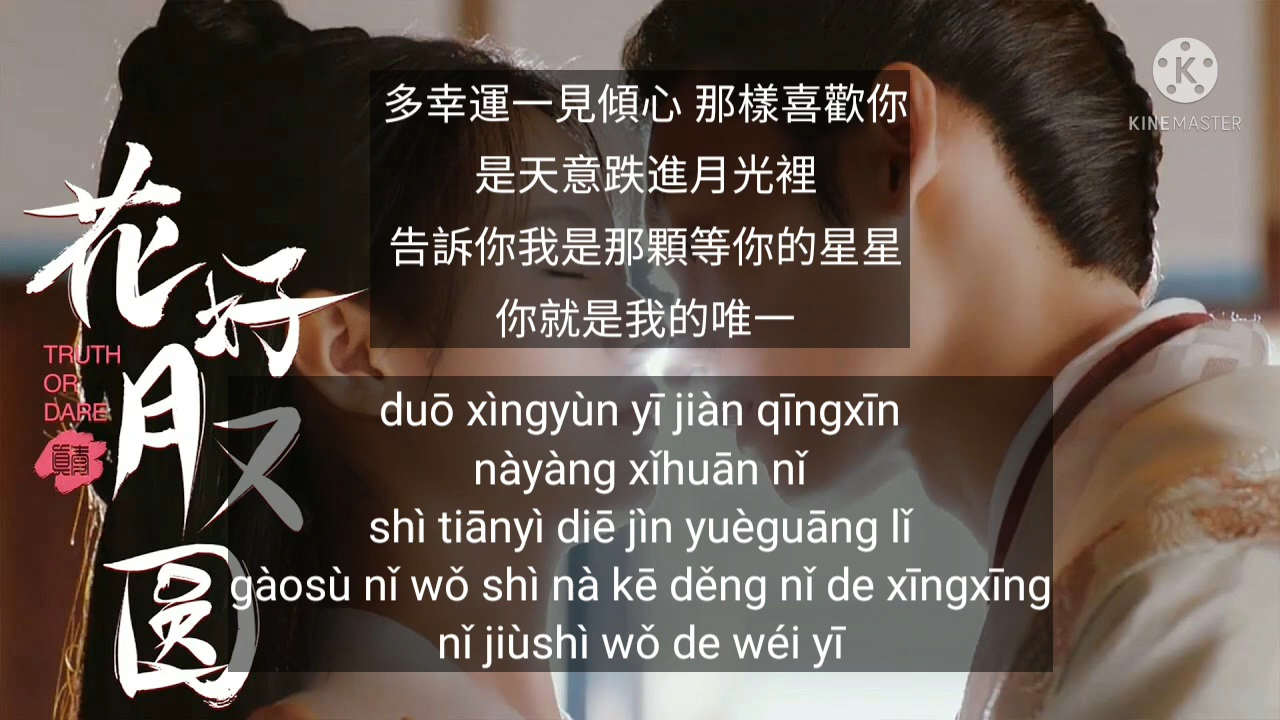 多幸運一見傾心 那樣喜歡你
是天意跌進月光裡
告訴你我是那顆等你的星星
你就是我的唯一
duō xìngyùn yī jiàn qīngxīn
nàyàng xǐhuān nǐ
shì tiānyì diē jìn yuèguāng lǐ
gàosù nǐ wǒ shì nà kē děng nǐ de xīngxīng
nǐ jiùshì wǒ de wéi yī
花好
月又
圆
TRUTH
OR
DARE
K
KINEMASTER